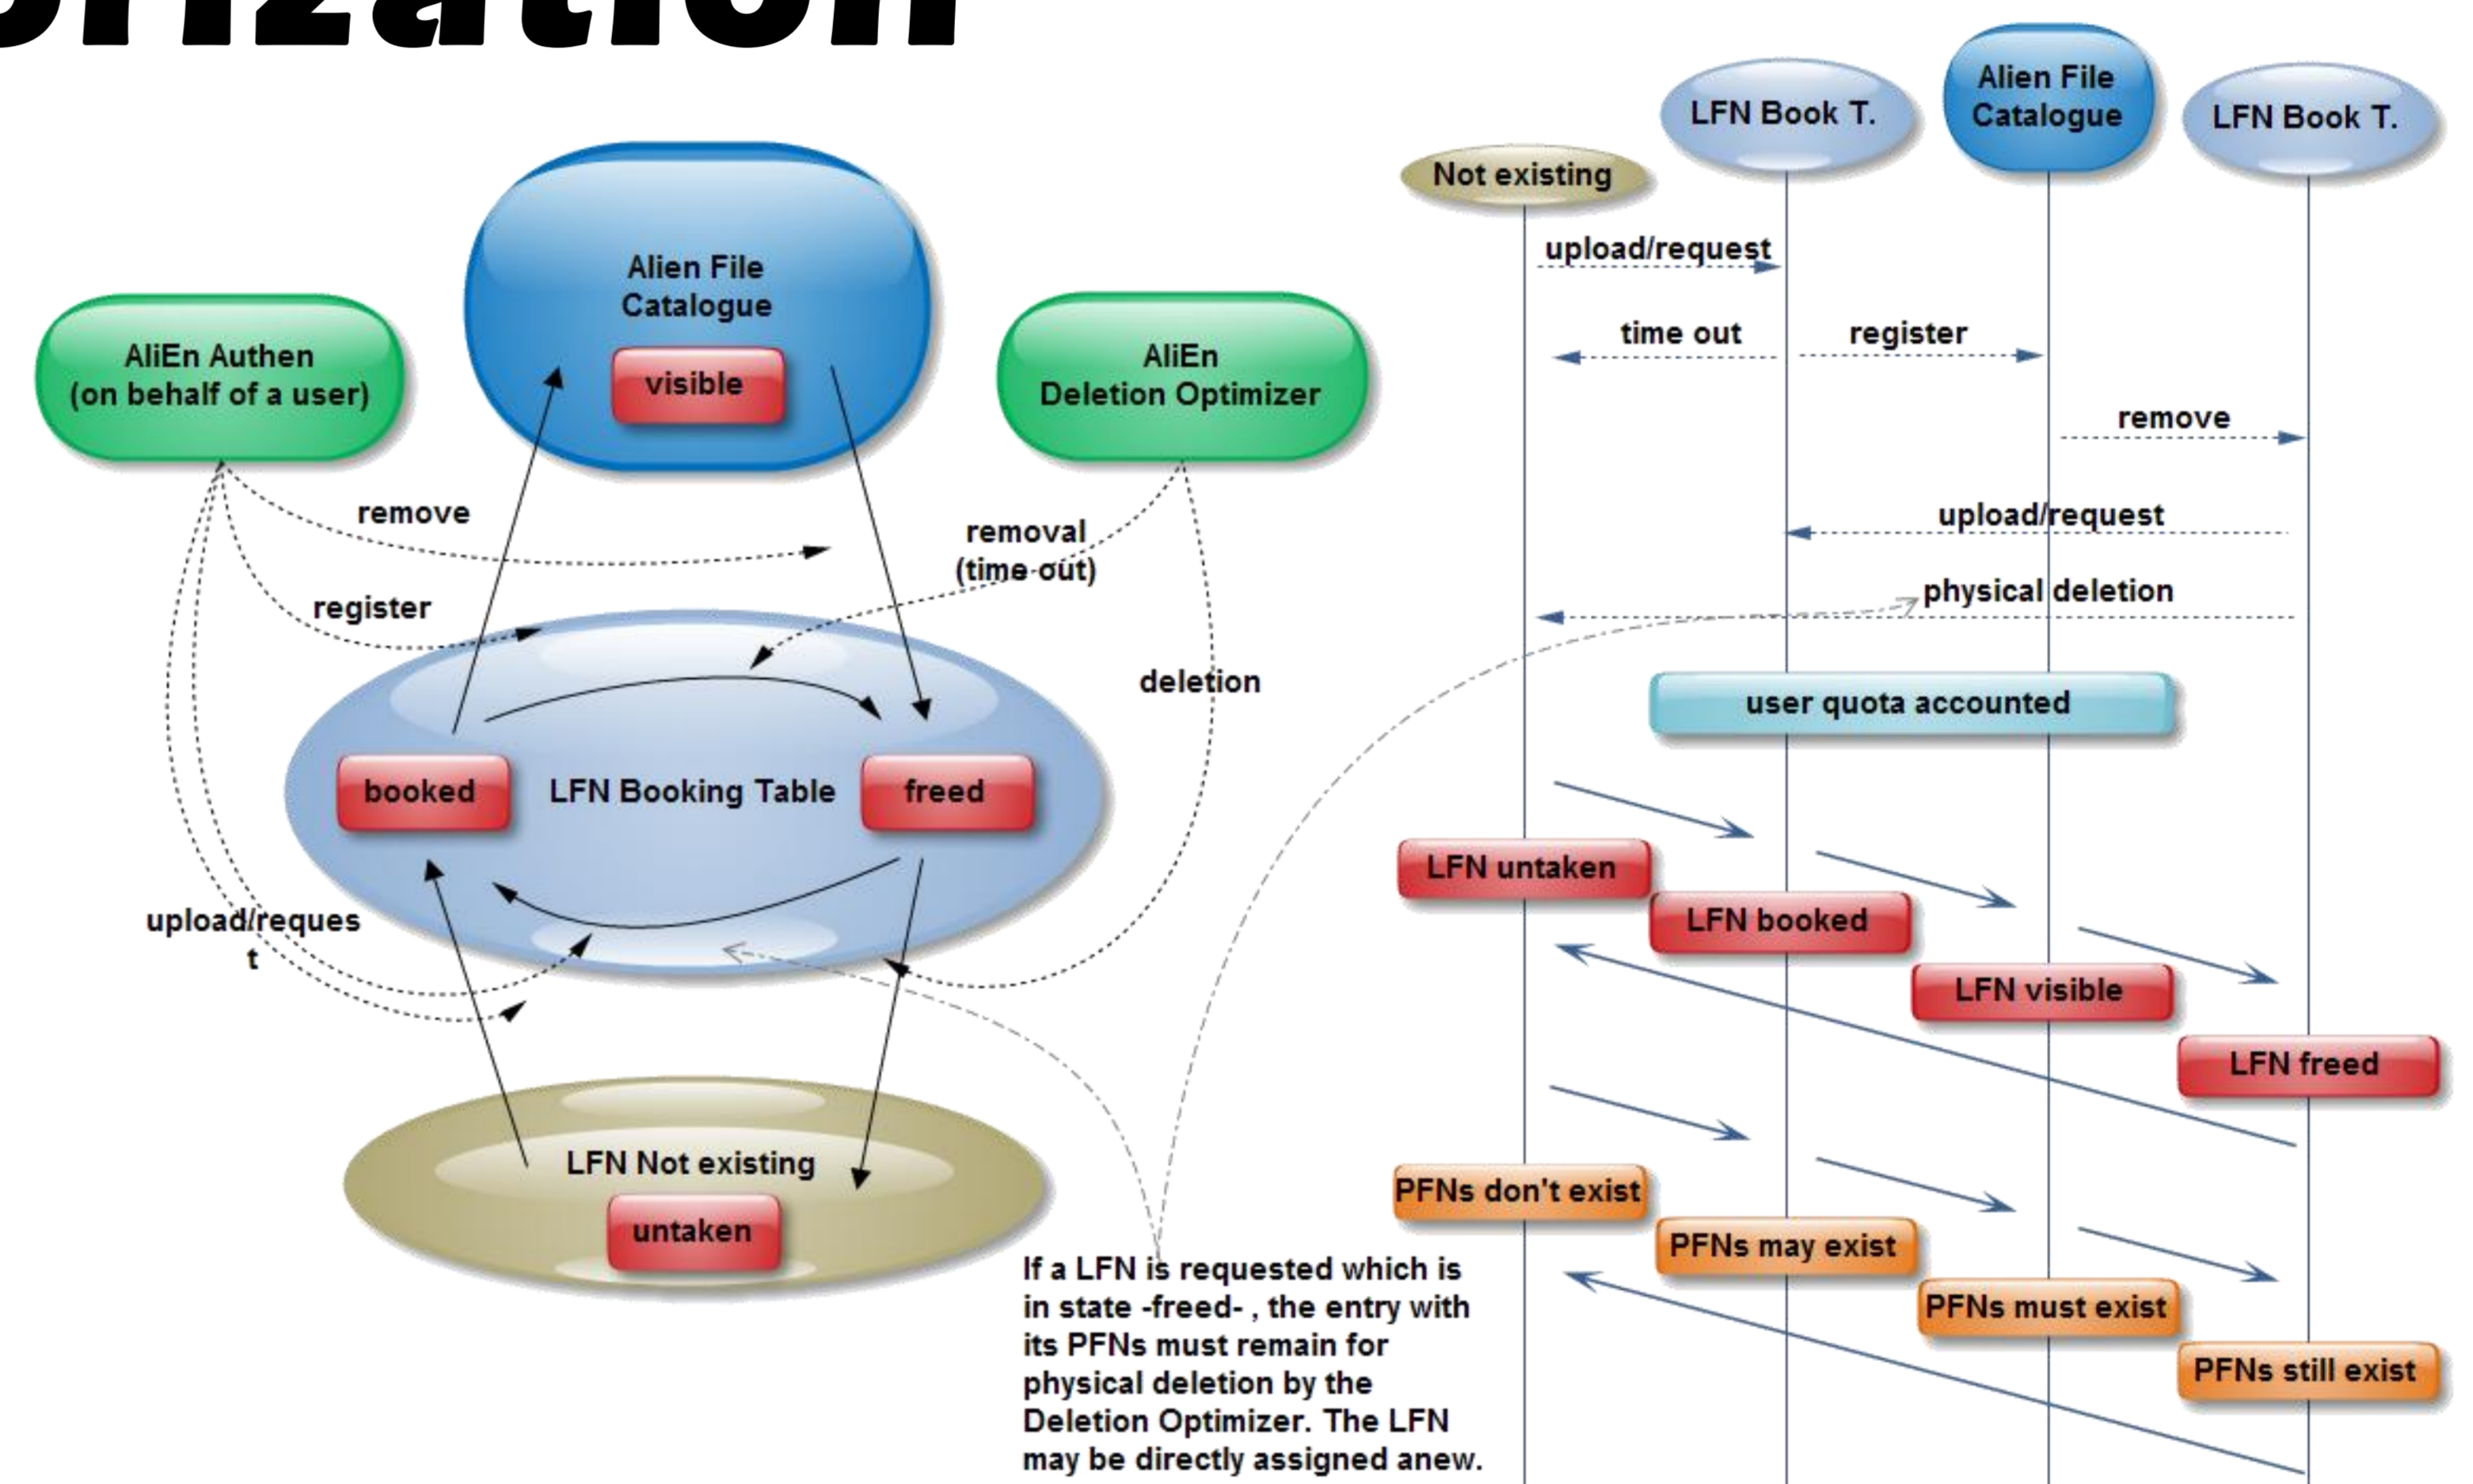 orization
Alien File
Catalogue
visible
AliEn Authen
(on behalf of a user)
AliEn
Deletion Optimizer
remove
removal
(time out)
register
deletion
booked
LFN Booking Table
freed
upload/reques
t
LFN Not existing
untaken
If a LFN is requested which is
in state -freed- , the entry with
its PFNs must remain for
physical deletion by the
Deletion Optimizer. The LFN
may be directly assigned anew.
Not existing
LFN Book T.
Alien File
Catalogue
LFN Book T.
upload/request
time out
register
remove
upload/request
physical deletion
user quota accounted
LFN untaken
LFN booked
LFN visible
LFN freed
PFNs don't exist
PFNs may exist
PFNs must exist
PFNs still exist